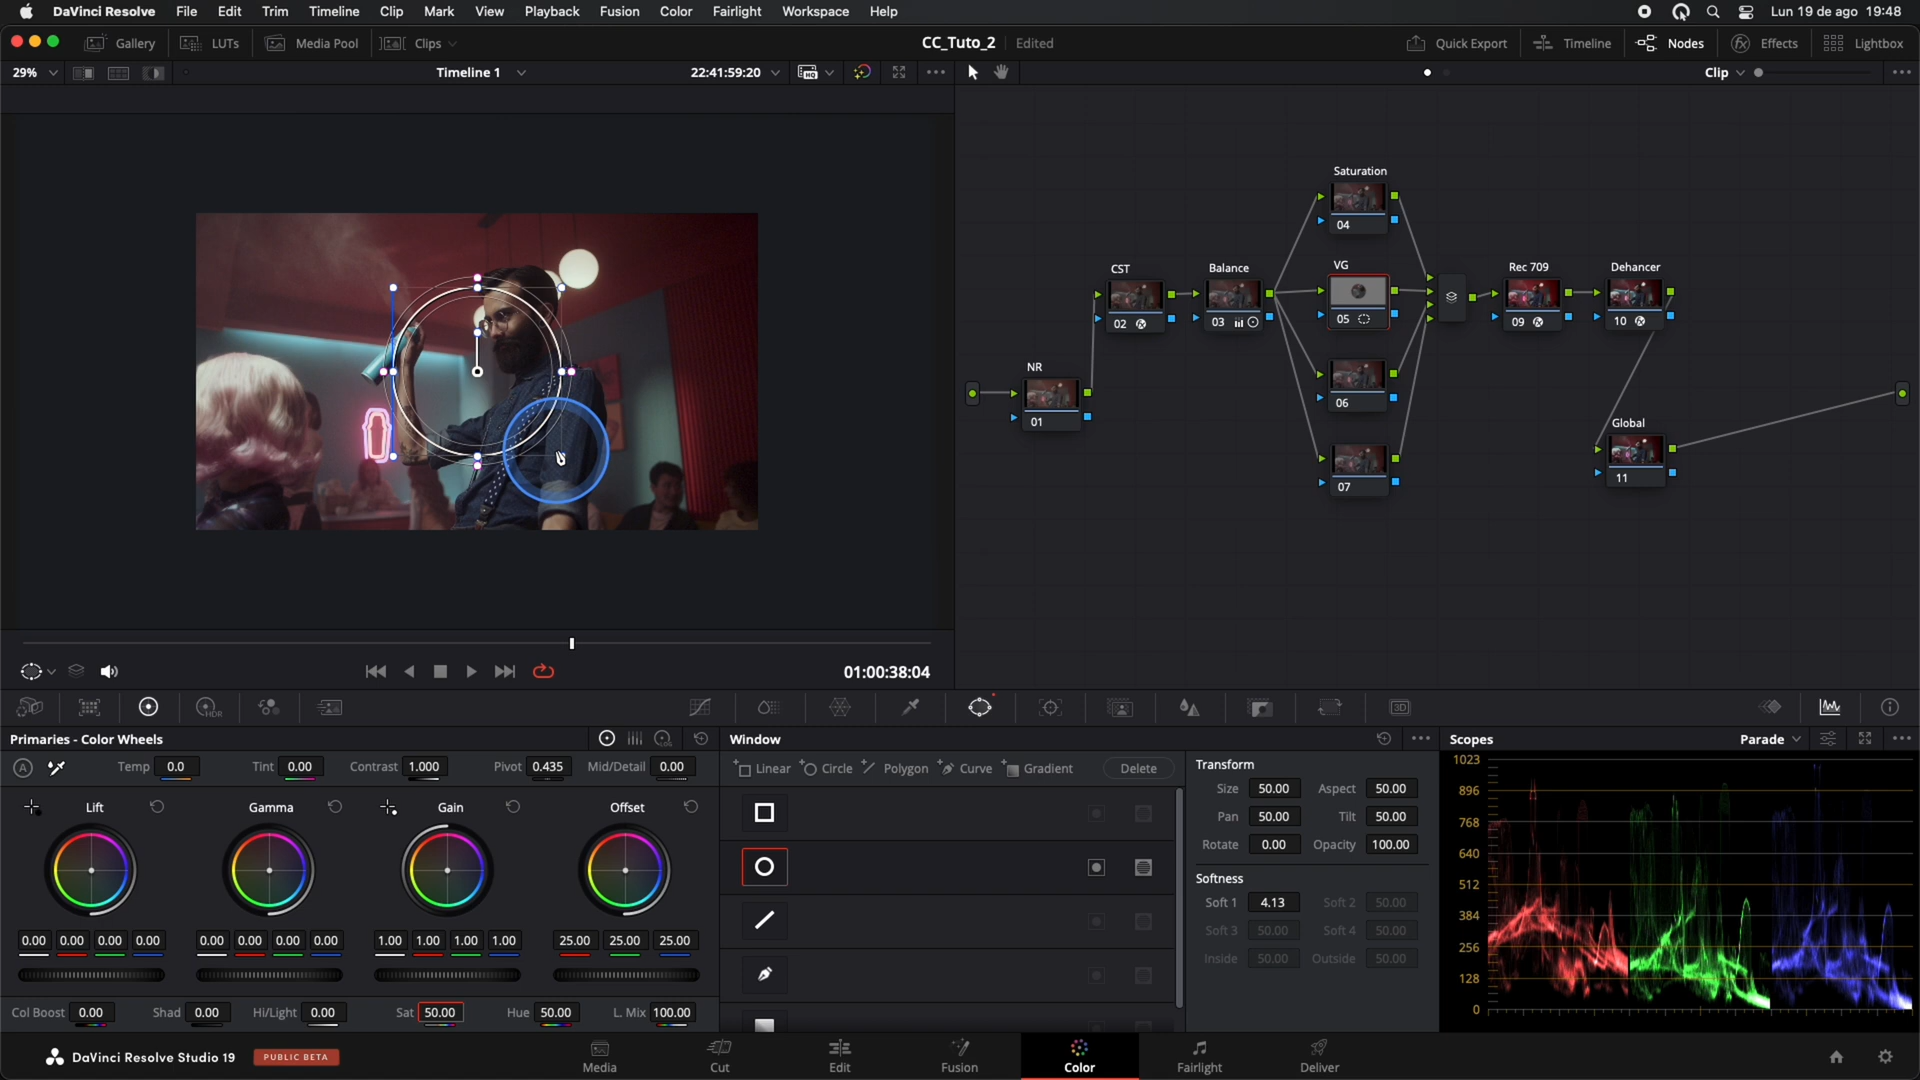 DaVinci Resolve File Edit Trim Timeline Clip Mark View Playback Fusion Color Fairlight Workspace Help Lun 19 de ago 19:48
Gallery LUTs Media Pool Clips CC_Tuto_2 Edited Quick Export Timeline Nodes Effects Lightbox
29% Timeline 1 22:41:59:20 HQ Clip
Saturation
04
VG
05
CST
02
Balance
03
Rec 709
09
Dehancer
10
NR
01
06
07
Global
11
01:00:38:04
HDR
3D
Primaries - Color Wheels LOG
A Temp 0.0 Tint 0.00 Contrast 1.000 Pivot 0.435 Mid/Detail 0.00
Lift Gamma Gain Offset
0.00 0.00 0.00 0.00 0.00 0.00 0.00 0.00 1.00 1.00 1.00 1.00 25.00 25.00 25.00
Col Boost 0.00 Shad 0.00 Hi/Light 0.00 Sat 50.00 Hue 50.00 L. Mix 100.00
Window
Linear Circle Polygon Curve Gradient Delete
Transform
Size 50.00 Aspect 50.00
Pan 50.00 Tilt 50.00
Rotate 0.00 Opacity 100.00
Softness
Soft 1 4.13 Soft 2 50.00
Soft 3 50.00 Soft 4 50.00
Inside 50.00 Outside 50.00
Scopes Parade
1023
896
768
640
512
384
256
128
0
DaVinci Resolve Studio 19 PUBLIC BETA
Media Cut Edit Fusion Color Fairlight Deliver